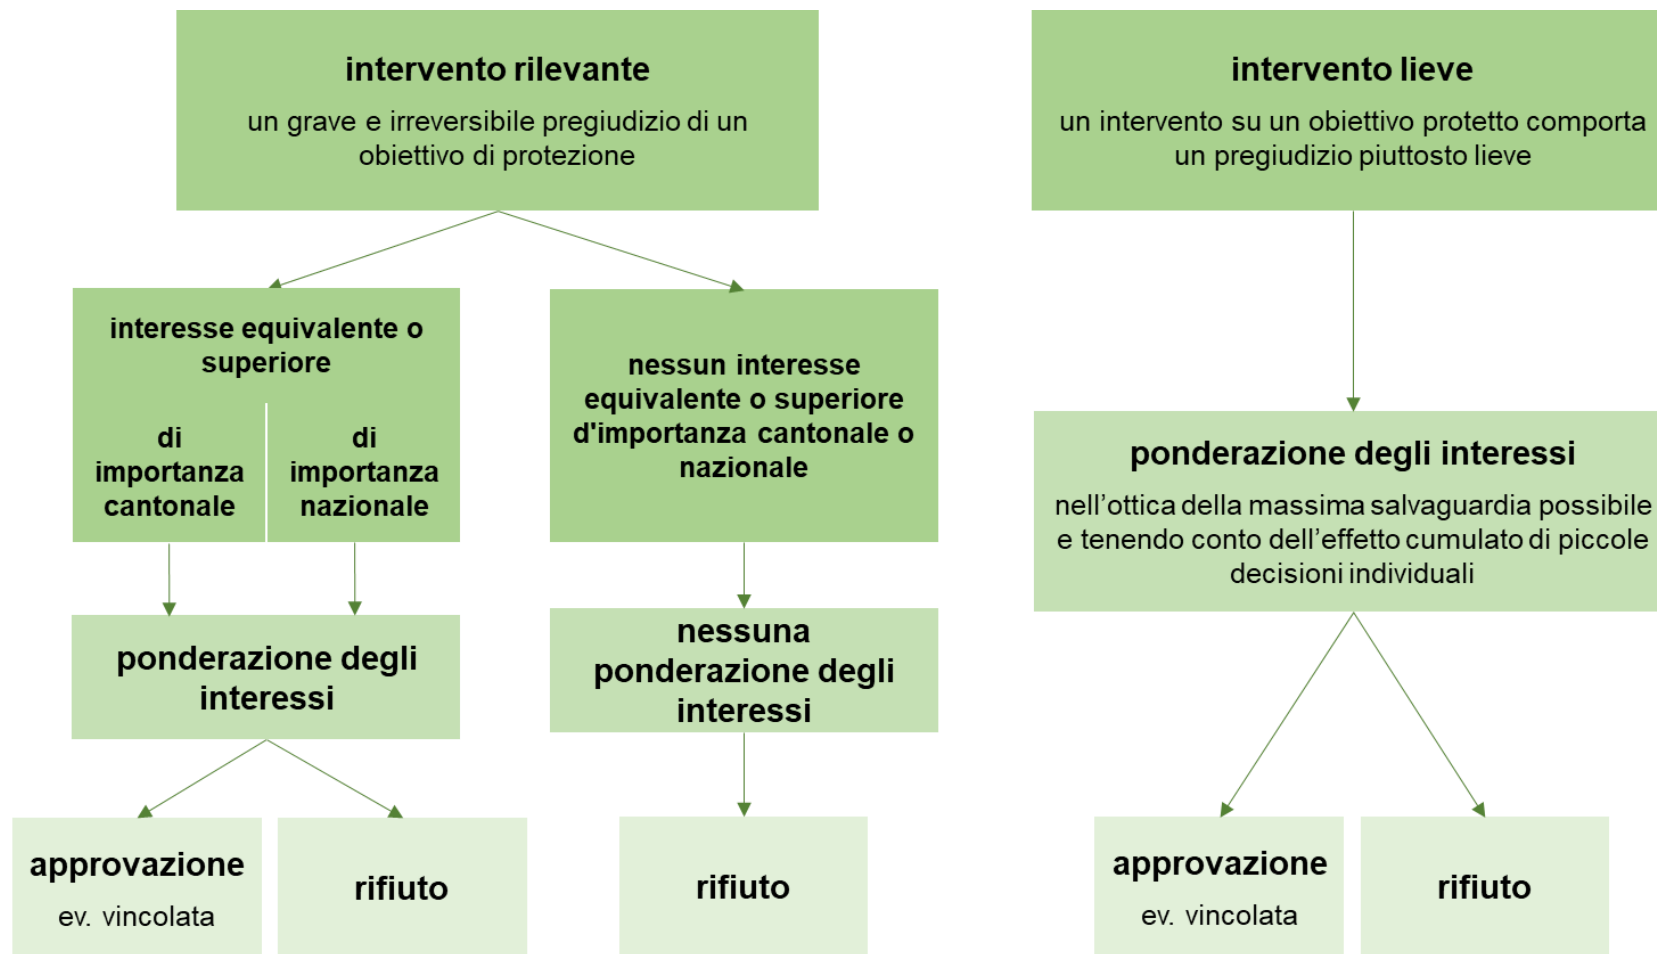 intervento rilevante
un grave e irreversibile pregiudizio di un
obiettivo di protezione
intervento lieve
un intervento su un obiettivo protetto comporta
un pregiudizio piuttosto lieve
interesse equivalente o
superiore
di
importanza
cantonale
di
importanza
nazionale
nessun interesse
equivalente o superiore
d'importanza cantonale o
nazionale
ponderazione degli interessi
nell’ottica della massima salvaguardia possibile
e tenendo conto dell’effetto cumulato di piccole
decisioni individuali
ponderazione degli
interessi
nessuna
ponderazione degli
interessi
approvazione
ev. vincolata
rifiuto
rifiuto
approvazione
ev. vincolata
rifiuto